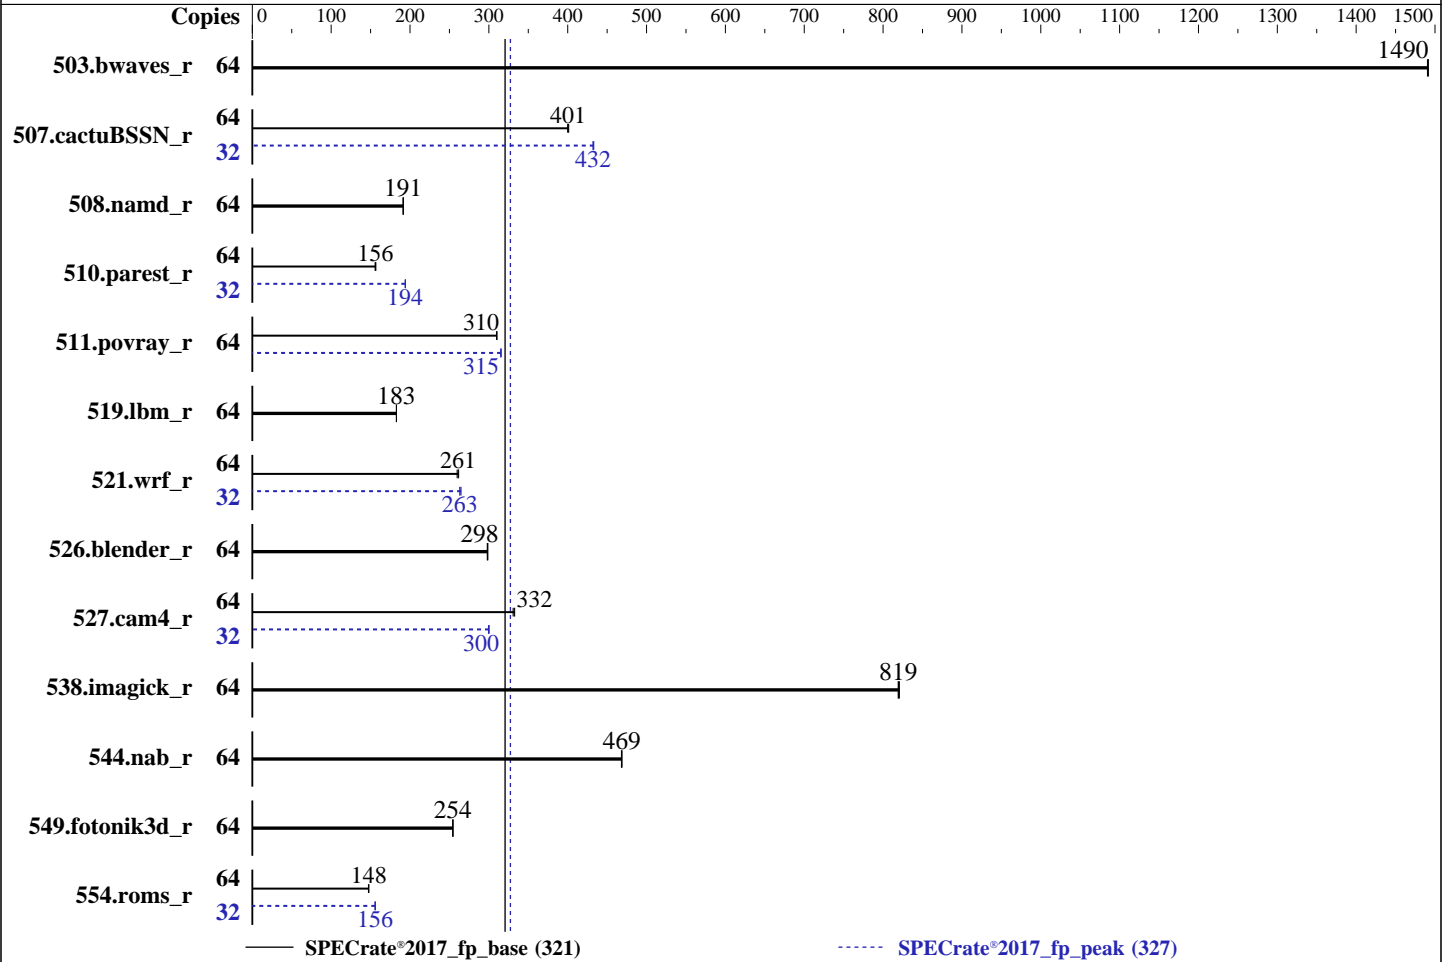 Copies 0 100 200 300 400 500 600 700 800 900 1000 1100 1200 1300 1400 1500
503.bwaves_r 64 1490
507.cactuBSSN_r 64 401
32 432
508.namd_r 64 191
510.parest_r 64 156
32 194
511.povray_r 64 310
315
519.lbm_r 64 183
521.wrf_r 64 261
32 263
526.blender_r 64 298
527.cam4_r 64 332
32 300
538.imagick_r 64 819
544.nab_r 64 469
549.fotonik3d_r 64 254
554.roms_r 64 148
32 156
SPECrate®2017_fp_base (321) SPECrate®2017_fp_peak (327)